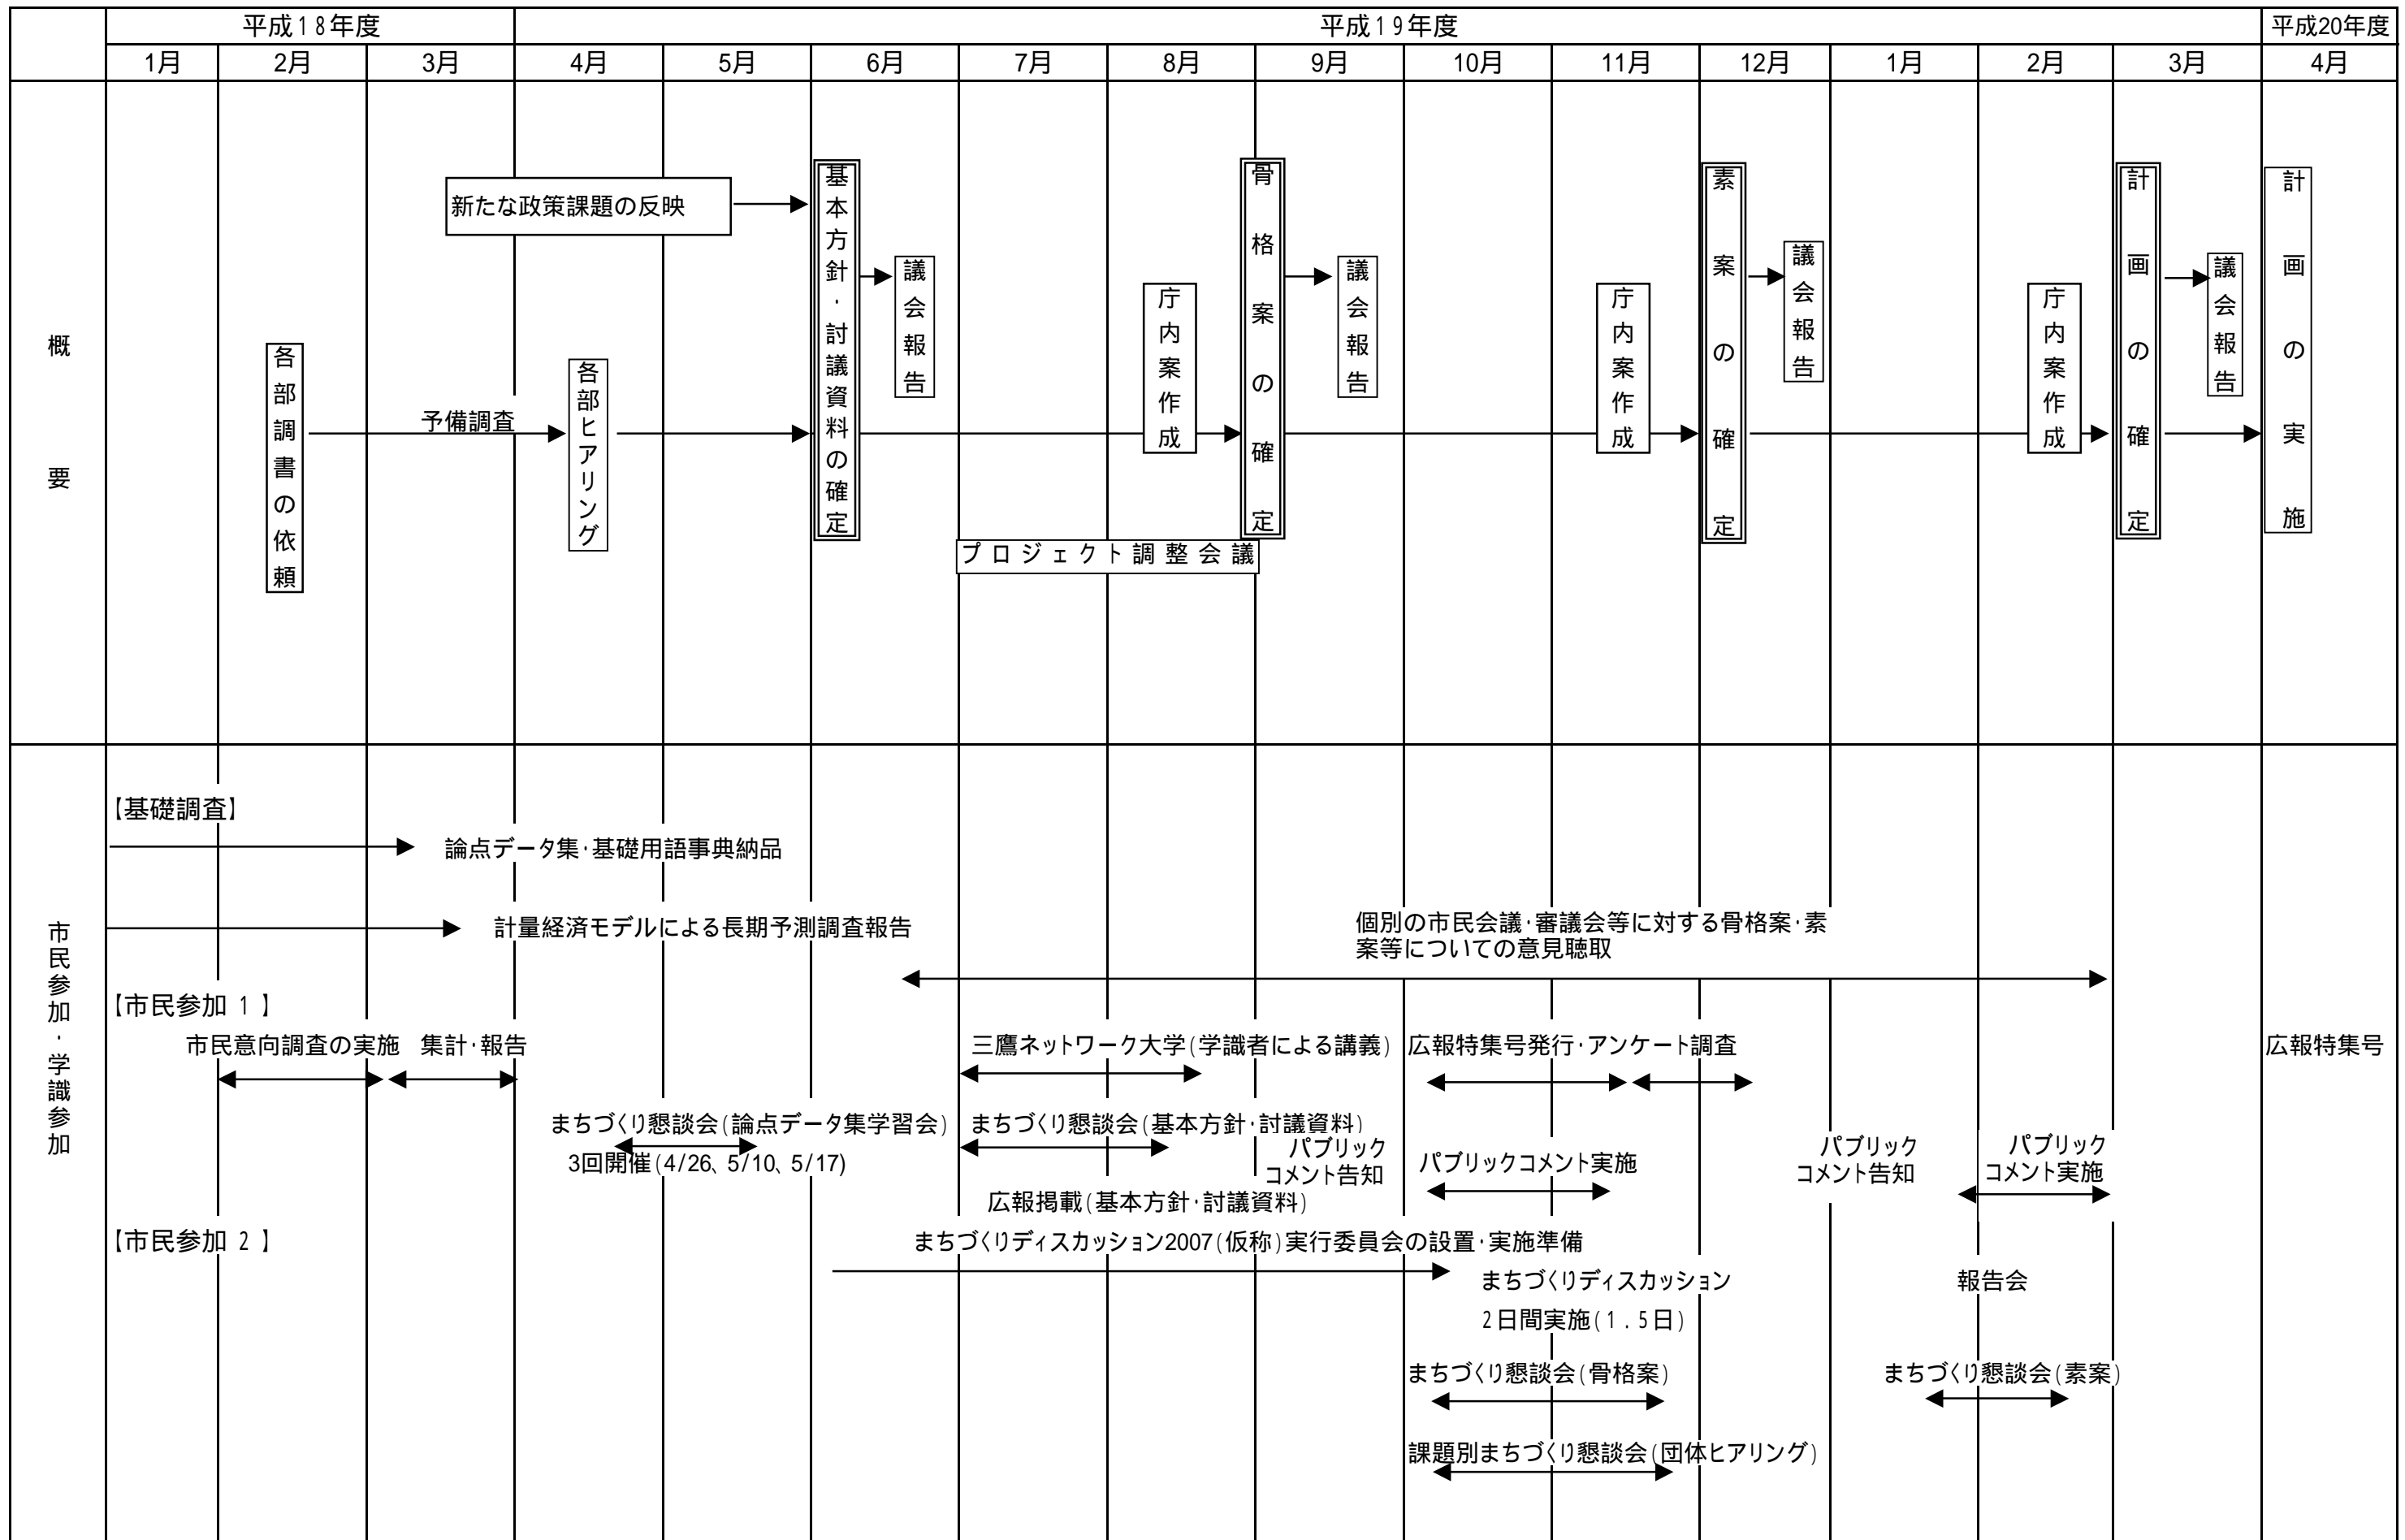 平成18年度
平成19年度
平成20年度
1月
2月
3月
4月
5月
6月
7月
8月
9月
10月
11月
12月
1月
2月
3月
4月
概要
各部調書の依頼
予備調査
新たな政策課題の反映
各部ヒアリング
基本方針・討議資料の確定
議会報告
プロジェクト調整会議
庁内案作成
骨格案の確定
議会報告
庁内案作成
素案の確定
議会報告
庁内案作成
計画の確定
議会報告
計画の実施
市民参加・学識参加
【基礎調査】
論点データ集・基礎用語事典納品
計量経済モデルによる長期予測調査報告
個別の市民会議・審議会等に対する骨格案・素
案等についての意見聴取
【市民参加 1 】
市民意向調査の実施
集計・報告
三鷹ネットワーク大学(学識者による講義)
広報特集号発行・アンケート調査
広報特集号
まちづくり懇談会(論点データ集学習会)
3回開催(4/26、5/10、5/17)
まちづくり懇談会(基本方針・討議資料)
パブリック
コメント告知
パブリックコメント実施
パブリック
コメント告知
パブリック
コメント実施
広報掲載(基本方針・討議資料)
【市民参加 2 】
まちづくりディスカッション2007(仮称)実行委員会の設置・実施準備
まちづくりディスカッション
2日間実施(1.5日)
報告会
まちづくり懇談会(骨格案)
まちづくり懇談会(素案)
課題別まちづくり懇談会(団体ヒアリング)